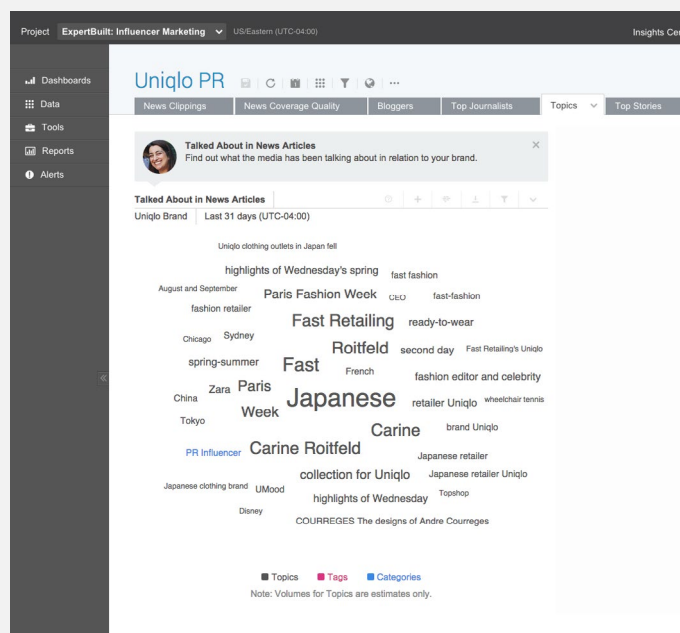 Project ExpertBuilt: Influencer Marketing US/Eastern (UTC-04:00) Insights Cen
Dashboards
Data
Tools
Reports
Alerts
Uniqlo PR
News Clippings News Coverage Quality Bloggers Top Journalists Topics Top Stories
Talked About in News Articles
Find out what the media has been talking about in relation to your brand.
Talked About in News Articles
Uniqlo Brand Last 31 days (UTC-04:00)
Uniqlo clothing outlets in Japan fell
highlights of Wednesday's spring fast fashion
August and September Paris Fashion Week CEO fast-fashion
fashion retailer
Fast Retailing ready-to-wear
Chicago Sydney
Roitfeld second day Fast Retailing's Uniqlo
spring-summer Fast French
fashion editor and celebrity
China Zara Paris Japanese retailer Uniqlo wheelchair tennis
Tokyo Week
Carine brand Uniqlo
PR Influencer Carine Roitfeld Japanese retailer
collection for Uniqlo Japanese retailer Uniqlo
Japanese clothing brand UMood
highlights of Wednesday Topshop
Disney
COURREGES The designs of Andre Courreges
Topics Tags Categories
Note: Volumes for Topics are estimates only.